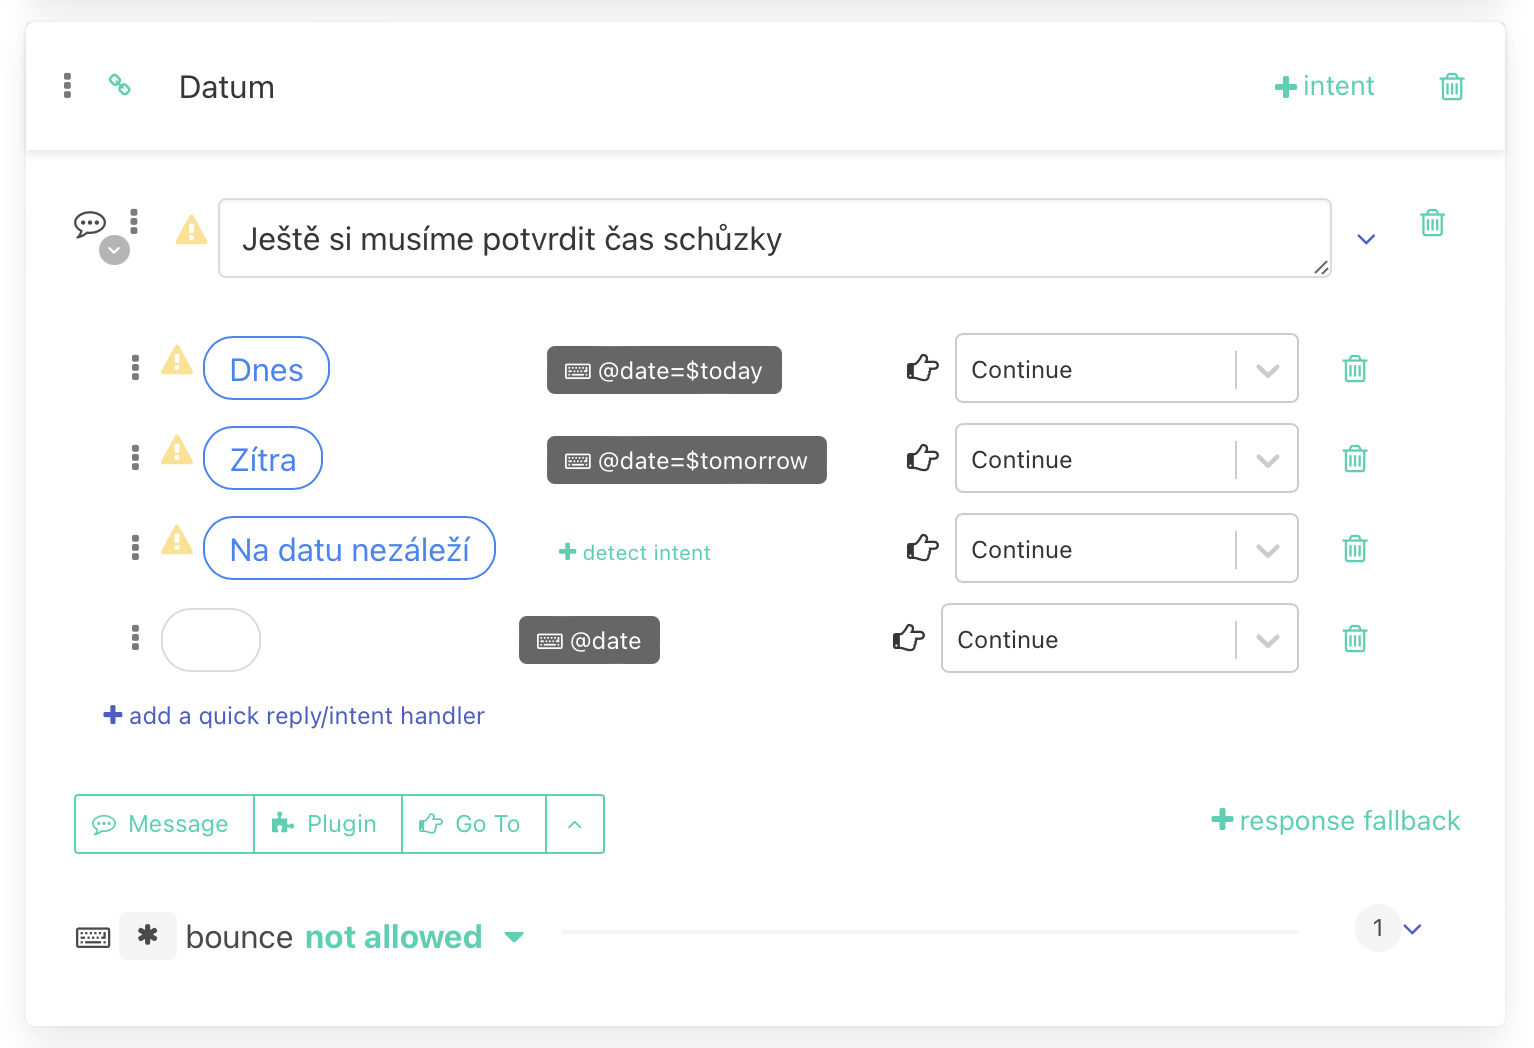 Datum
intent
Ještě si musíme potvrdit čas schůzky
Dnes @date=$today Continue
Zítra @date=$tomorrow Continue
Na datu nezáleží detect intent Continue
@date Continue
add a quick reply/intent handler
Message Plugin Go To
response fallback
* bounce not allowed 1